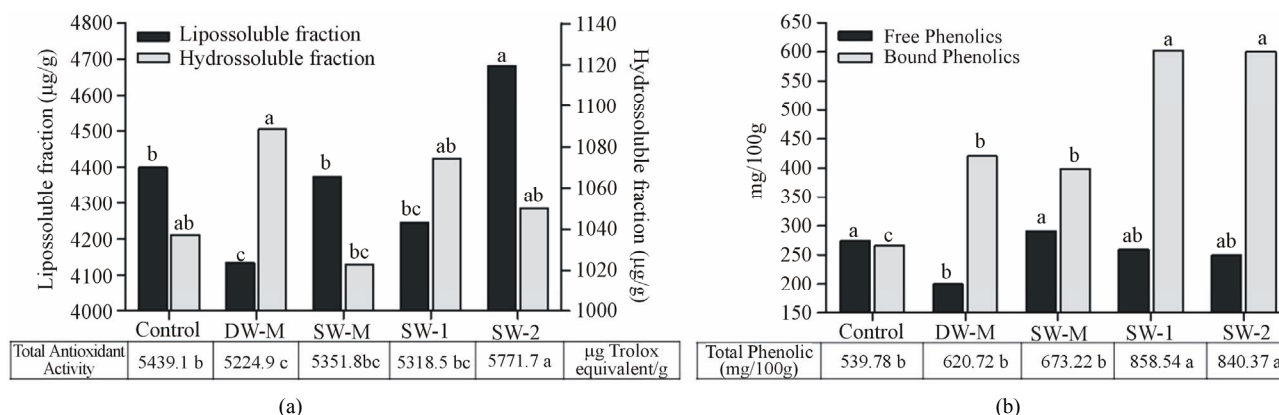 4800
4700
4600
4500
4400
4300
4200
4100
4000
Lipossoluble fraction (µg/g)
Lipossoluble fraction
Hydrossoluble fraction
b
ab
c
a
b
bc
bc
ab
a
ab
1140
1120
1100
1080
1060
1040
1020
1000
Hydrossoluble fraction (µg/g)
Control DW-M SW-M SW-1 SW-2
Total Antioxidant Activity 5439.1 b 5224.9 c 5351.8bc 5318.5 bc 5771.7 a µg Trolox equivalent/g
(a)
650
600
550
500
450
400
350
300
250
200
150
mg/100g
Free Phenolics
Bound Phenolics
a
c
b
b
a
b
ab
a
ab
a
Control DW-M SW-M SW-1 SW-2
Total Phenolic (mg/100g) 539.78 b 620.72 b 673.22 b 858.54 a 840.37 a
(b)